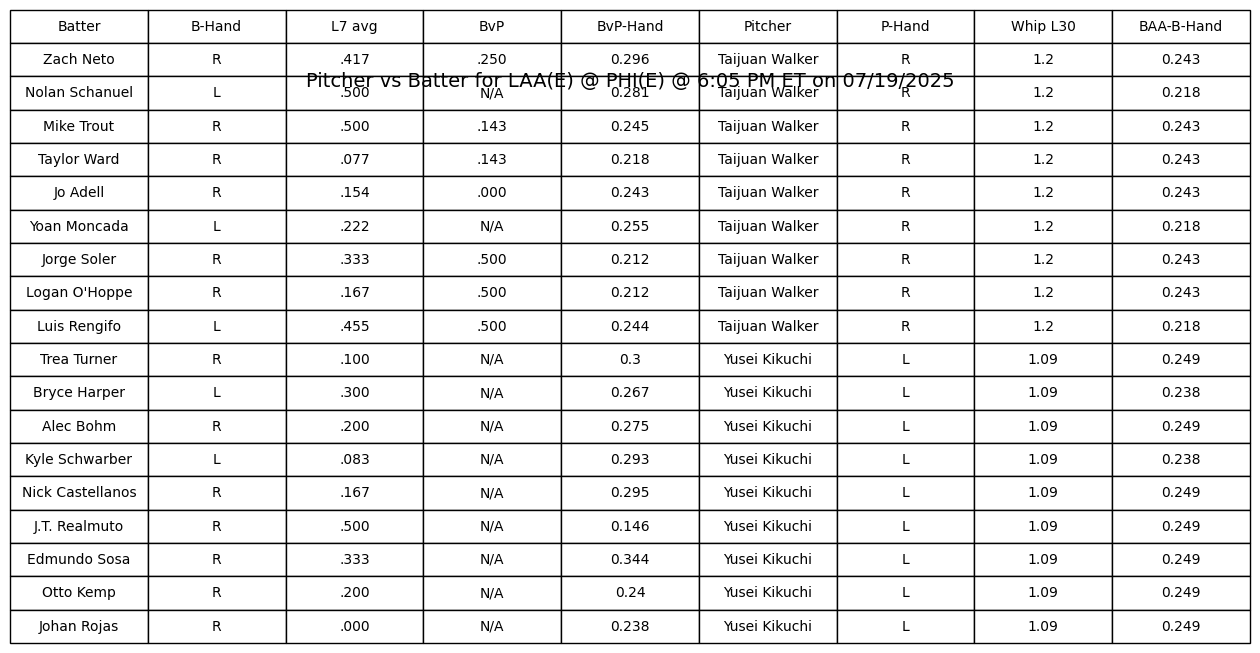 Batter B-Hand L7 avg BvP BvP-Hand Pitcher P-Hand Whip L30 BAA-B-Hand
Zach Neto R .417 .250 0.296 Taijuan Walker R 1.2 0.243
Pitcher vs Batter for LAA(E) @ PHI(E) @ 6:05 PM ET on 07/19/2025
Nolan Schanuel L .500 N/A 0.281 Taijuan Walker R 1.2 0.218
Mike Trout R .500 .143 0.245 Taijuan Walker R 1.2 0.243
Taylor Ward R .077 .143 0.218 Taijuan Walker R 1.2 0.243
Jo Adell R .154 .000 0.243 Taijuan Walker R 1.2 0.243
Yoan Moncada L .222 N/A 0.255 Taijuan Walker R 1.2 0.218
Jorge Soler R .333 .500 0.212 Taijuan Walker R 1.2 0.243
Logan O'Hoppe R .167 .500 0.212 Taijuan Walker R 1.2 0.243
Luis Rengifo L .455 .500 0.244 Taijuan Walker R 1.2 0.218
Trea Turner R .100 N/A 0.3 Yusei Kikuchi L 1.09 0.249
Bryce Harper L .300 N/A 0.267 Yusei Kikuchi L 1.09 0.238
Alec Bohm R .200 N/A 0.275 Yusei Kikuchi L 1.09 0.249
Kyle Schwarber L .083 N/A 0.293 Yusei Kikuchi L 1.09 0.238
Nick Castellanos R .167 N/A 0.295 Yusei Kikuchi L 1.09 0.249
J.T. Realmuto R .500 N/A 0.146 Yusei Kikuchi L 1.09 0.249
Edmundo Sosa R .333 N/A 0.344 Yusei Kikuchi L 1.09 0.249
Otto Kemp R .200 N/A 0.24 Yusei Kikuchi L 1.09 0.249
Johan Rojas R .000 N/A 0.238 Yusei Kikuchi L 1.09 0.249